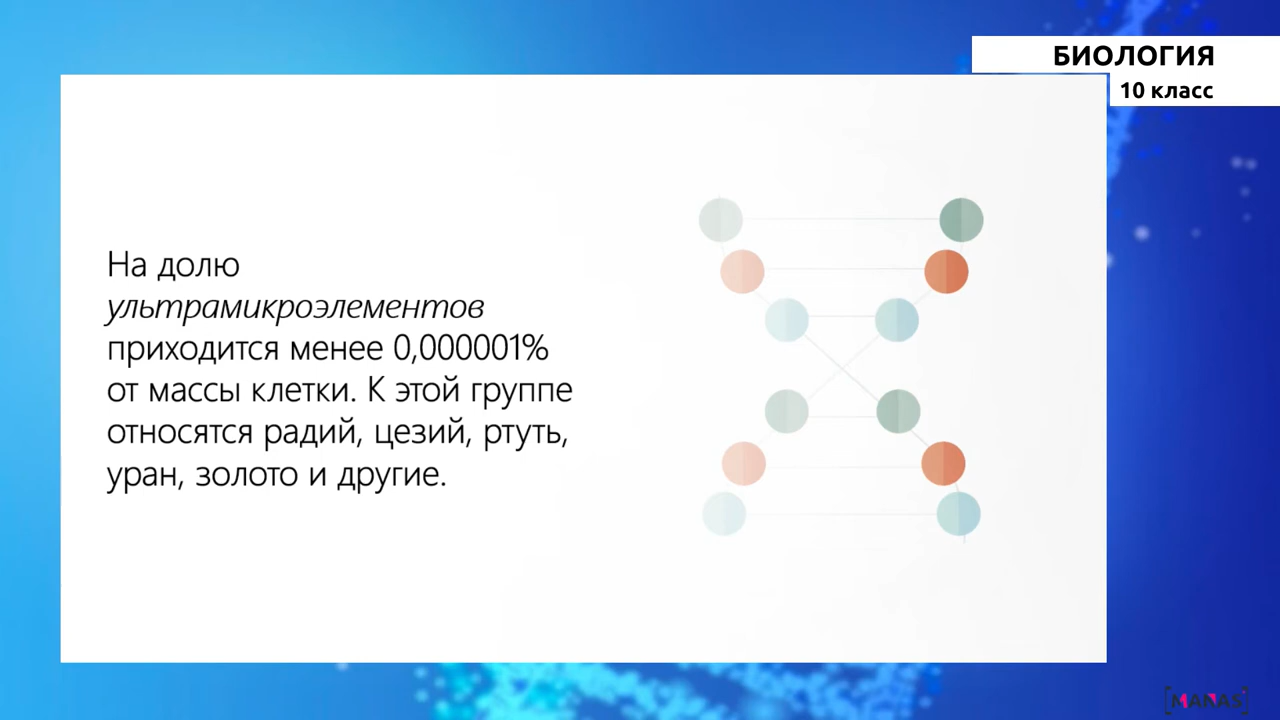 БИОЛОГИЯ
10 класс
На долю
ультрамикроэлементов
приходится менее 0,000001%
от массы клетки. К этой группе
относятся радий, цезий, ртуть,
уран, золото и другие.
[MANAS]